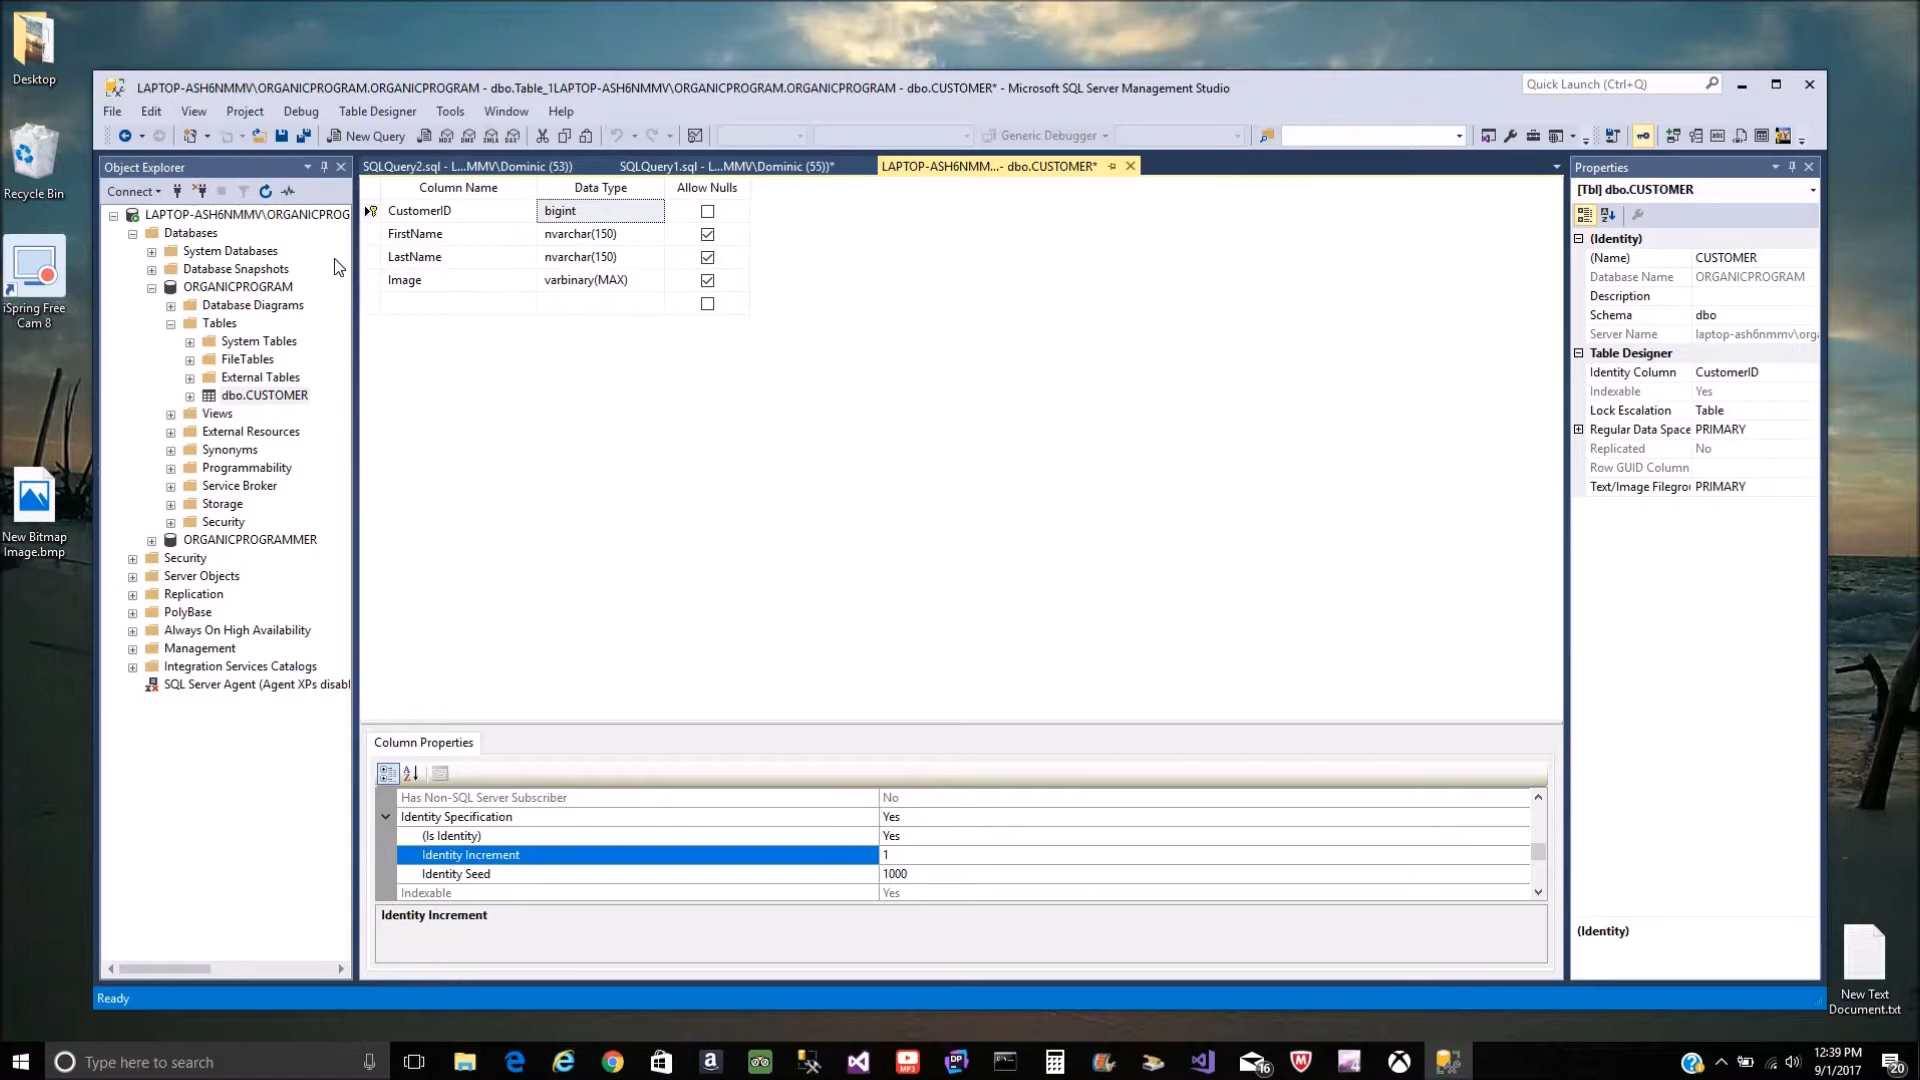 Desktop
Recycle Bin
iSpring Free
Cam 8
New Bitmap
Image.bmp
LAPTOP-ASH6NMMV\ORGANICPROGRAM.ORGANICPROGRAM - dbo.Table_1LAPTOP-ASH6NMMV\ORGANICPROGRAM.ORGANICPROGRAM - dbo.CUSTOMER* - Microsoft SQL Server Management Studio
Quick Launch (Ctrl+Q)
File Edit View Project Debug Table Designer Tools Window Help
New Query
Generic Debugger
Object Explorer
Connect
LAPTOP-ASH6NMMV\ORGANICPROG
Databases
System Databases
Database Snapshots
ORGANICPROGRAM
Database Diagrams
Tables
System Tables
FileTables
External Tables
dbo.CUSTOMER
Views
External Resources
Synonyms
Programmability
Service Broker
Storage
Security
ORGANICPROGRAMMER
Security
Server Objects
Replication
PolyBase
Always On High Availability
Management
Integration Services Catalogs
SQL Server Agent (Agent XPs disabl
SQLQuery2.sql - L...MMV\Dominic (53)) SQLQuery1.sql - L...MMV\Dominic (55))* LAPTOP-ASH6NMM...- dbo.CUSTOMER*
Column Name Data Type Allow Nulls
CustomerID bigint
FirstName nvarchar(150)
LastName nvarchar(150)
Image varbinary(MAX)
Column Properties
Has Non-SQL Server Subscriber No
Identity Specification Yes
(Is Identity) Yes
Identity Increment 1
Identity Seed 1000
Indexable Yes
Identity Increment
Properties
[Tbl] dbo.CUSTOMER
(Identity)
(Name) CUSTOMER
Database Name ORGANICPROGRAM
Description
Schema dbo
Server Name laptop-ash6nmmv\orga
Table Designer
Identity Column CustomerID
Indexable Yes
Lock Escalation Table
Regular Data Space PRIMARY
Replicated No
Row GUID Column
Text/Image Filegrou PRIMARY
(Identity)
Ready
New Text
Document.txt
Type here to search
16
12:39 PM
9/1/2017
20